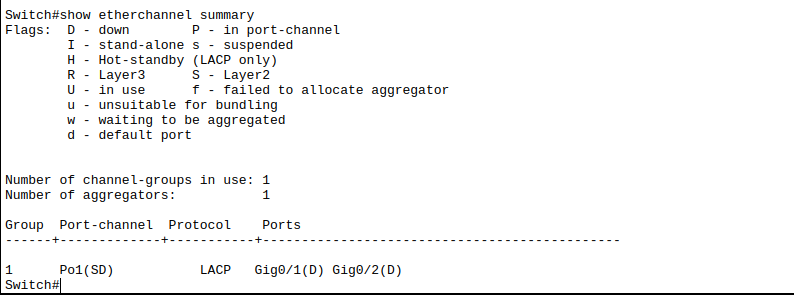 Switch#show etherchannel summary
Flags:  D - down        P - in port-channel
        I - stand-alone s - suspended
        H - Hot-standby (LACP only)
        R - Layer3      S - Layer2
        U - in use      f - failed to allocate aggregator
        u - unsuitable for bundling
        w - waiting to be aggregated
        d - default port
Number of channel-groups in use: 1
Number of aggregators:           1
Group  Port-channel  Protocol    Ports
------+-------------+-----------+----------------------------------------------
1      Po1(SD)           LACP   Gig0/1(D) Gig0/2(D)
Switch#